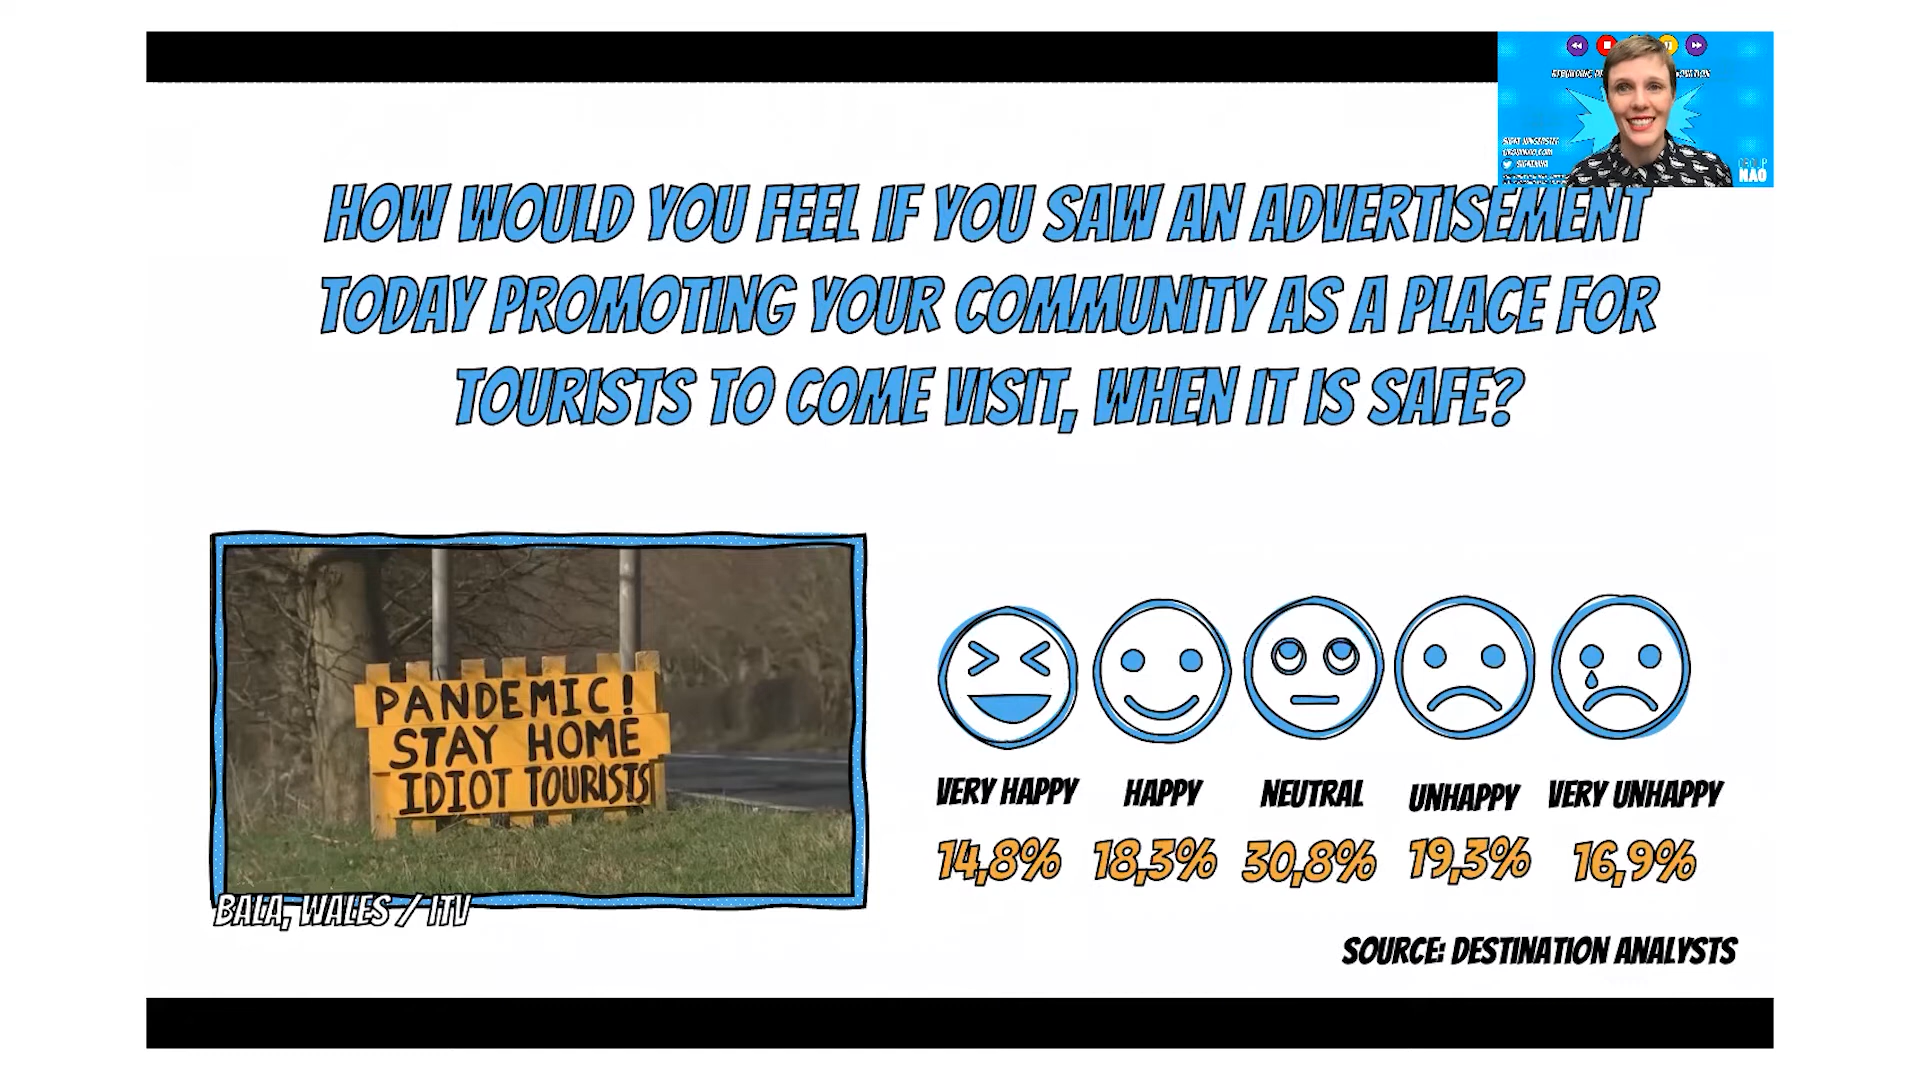 HOW WOULD YOU FEEL IF YOU SAW AN ADVERTISEMENT
TODAY PROMOTING YOUR COMMUNITY AS A PLACE FOR
TOURISTS TO COME VISIT, WHEN IT IS SAFE?
GROUP
NAO
PANDEMIC!
STAY HOME
IDIOT TOURISTS
BALA, WALES / ITV
VERY HAPPY HAPPY NEUTRAL UNHAPPY VERY UNHAPPY
14,8% 18,3% 30,8% 19,3% 16,9%
SOURCE: DESTINATION ANALYSTS